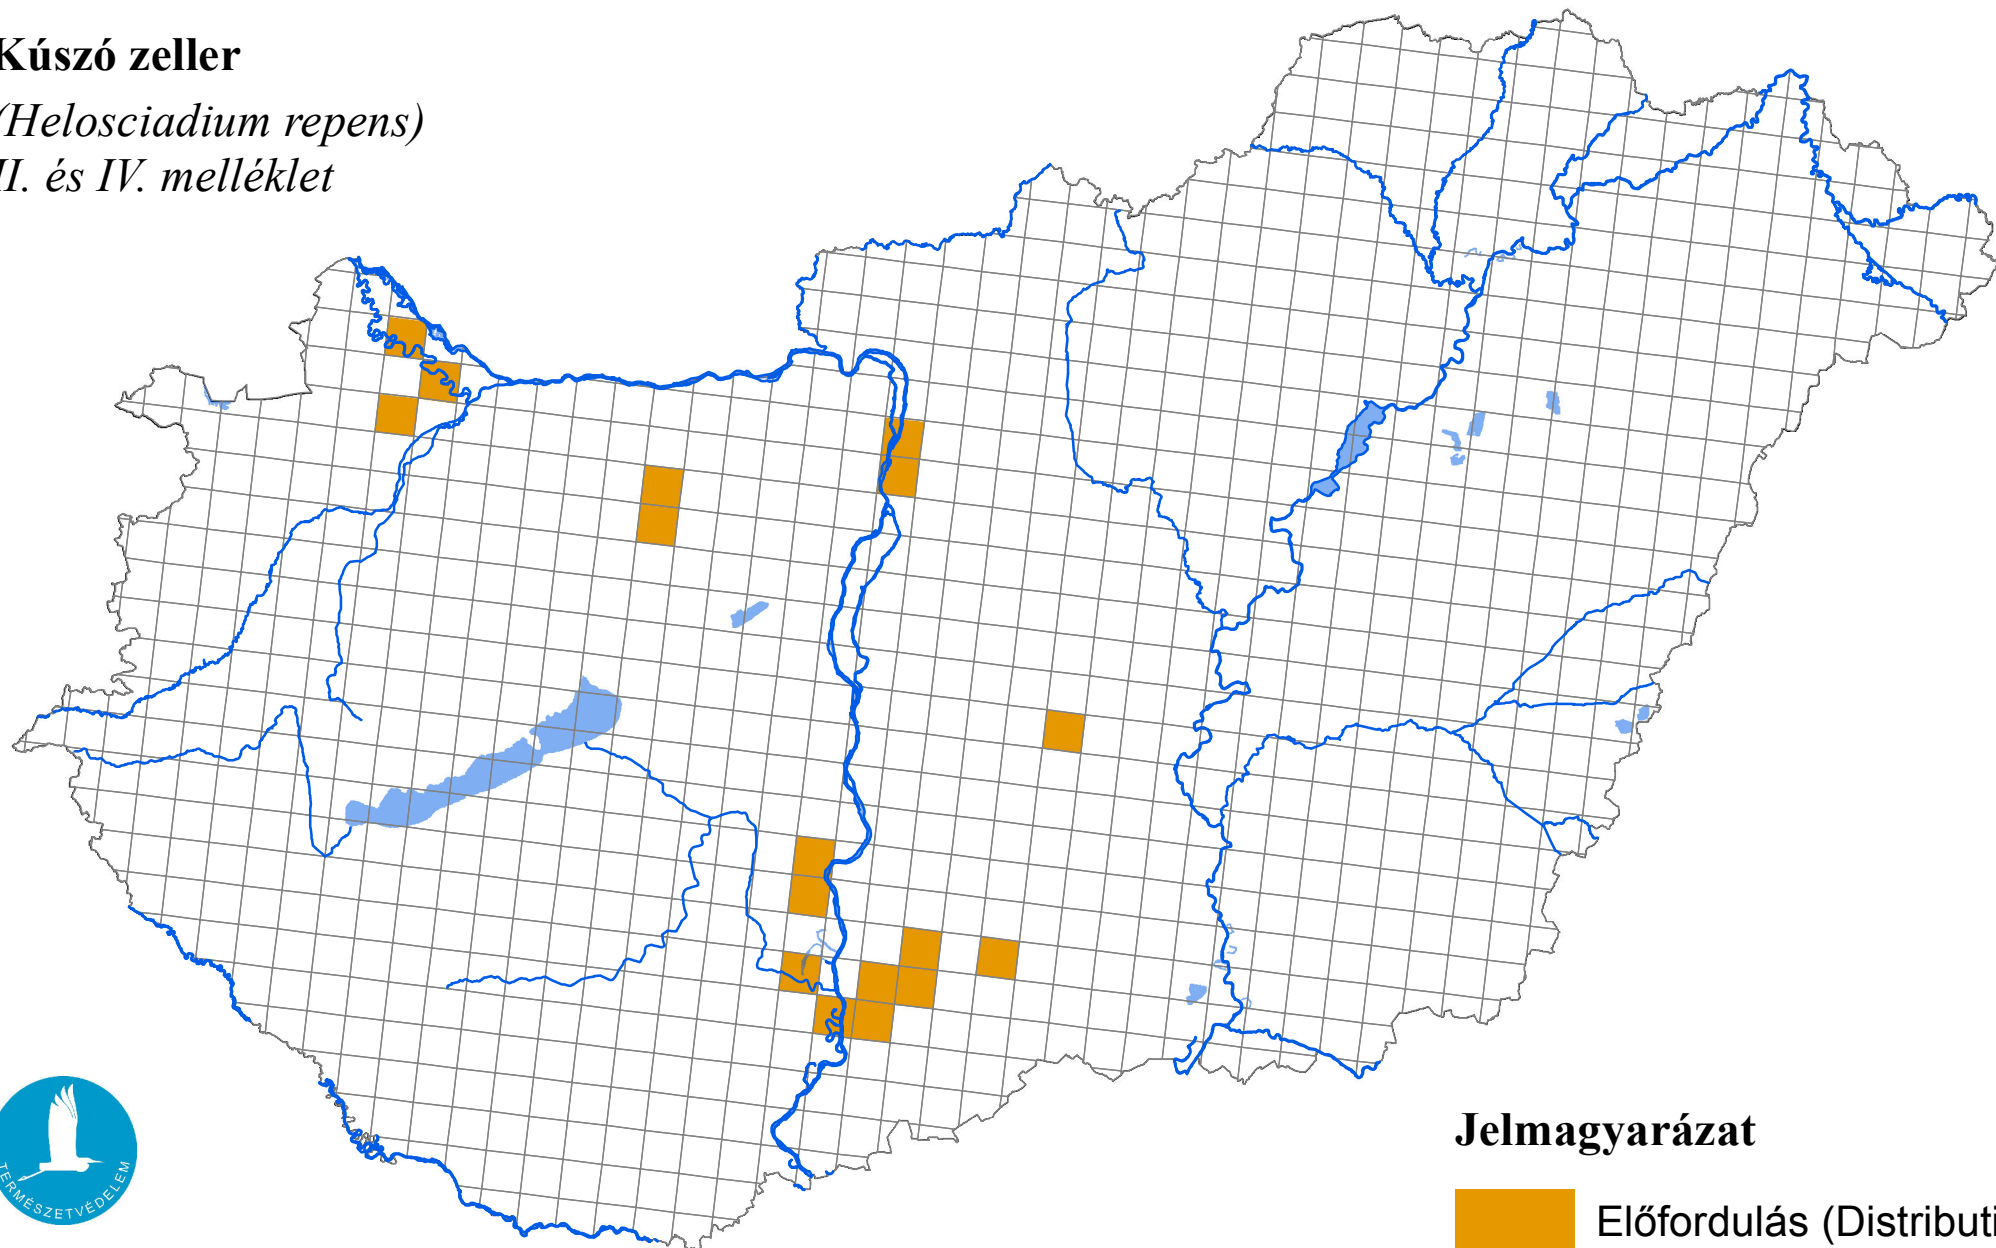 Kúszó zeller
(Helosciadium repens)
II. és IV. melléklet
TERMÉSZETVÉDELEM
Jelmagyarázat
Előfordulás (Distributi